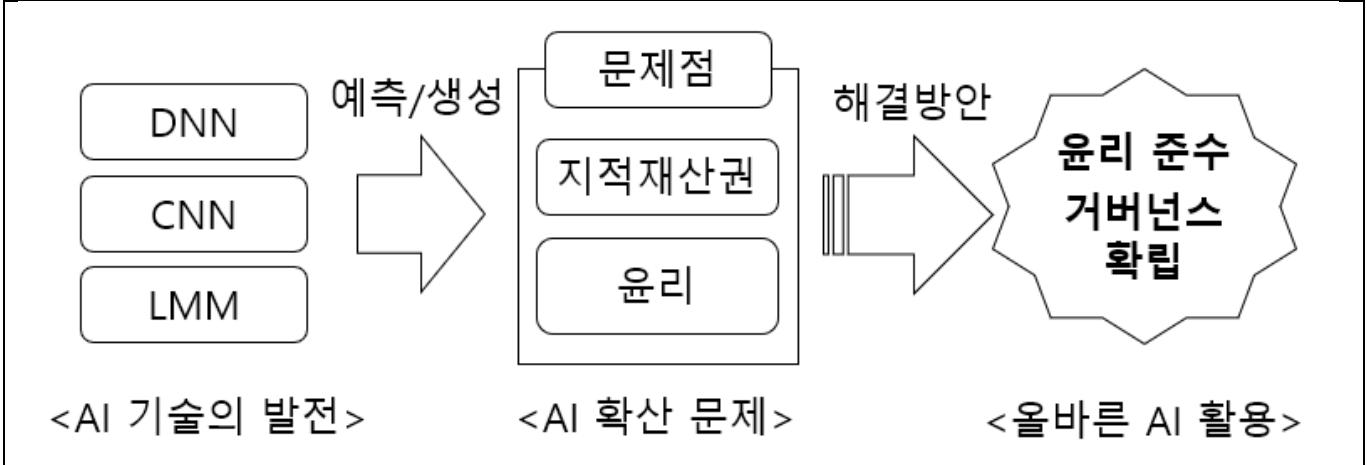 DNN
CNN
LMM
<AI 기술의 발전>
예측/생성
문제점
지적재산권
윤리
<AI 확산 문제>
해결방안
윤리 준수
거버넌스
확립
<올바른 AI 활용>